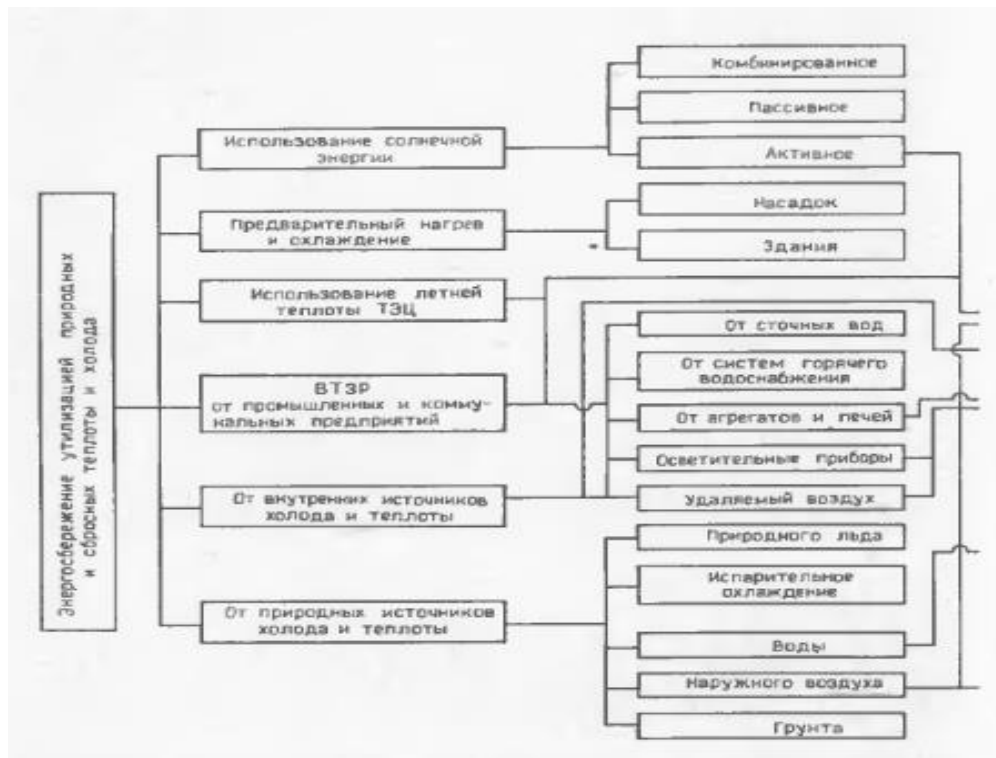 Энергосбережение утилизацией природных
и сбросных теплоты и холода
Использование солнечной
энергии
Комбинированное
Пассивное
Активное
Предварительный нагрев
и охлаждение
Насадок
Здания
Использование летней
теплоты ТЭЦ
ВТЗР
от промышленных и комму-
нальных предприятий
От внутренних источников
холода и теплоты
От сточных вод
От систем горячего
водоснабжения
От агрегатов и печей
Осветительные приборы
Удаляемый воздух
От природных источников
холода и теплоты
Природного льда
Испарительное
охлаждение
Воды
Наружного воздуха
Грунта